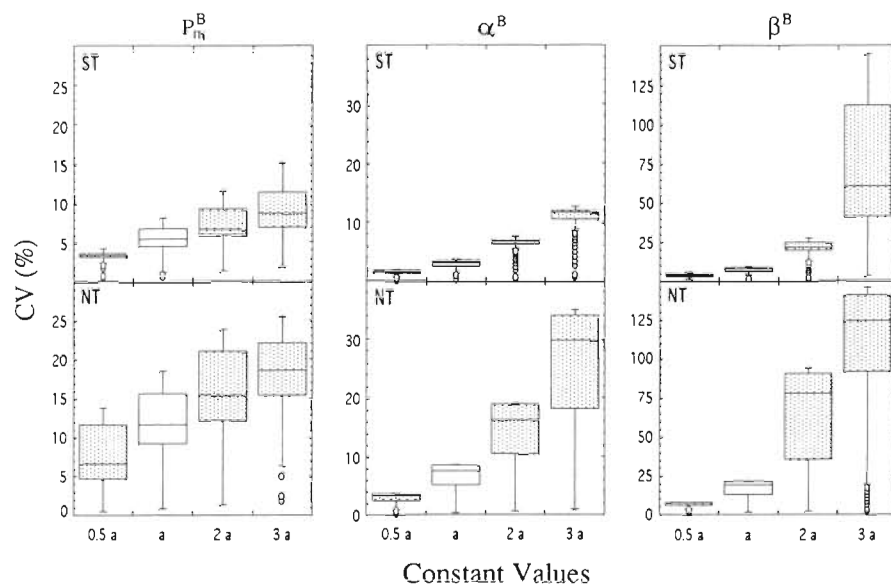 P_m^B α^B β^B
ST ST ST
25 30 125
20 100
15 20 75
10 50
5 10 25
CV (%)
NT NT NT
25 30 125
20 100
15 20 75
10 50
5 10 25
0 0 0
0.5 a a 2 a 3 a 0.5 a a 2 a 3 a 0.5 a a 2 a 3 a
Constant Values